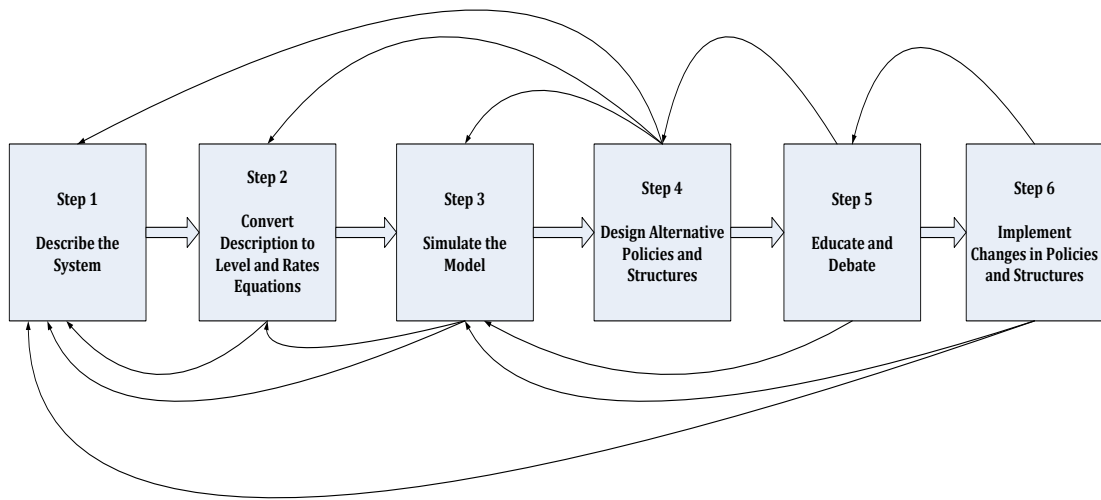 Step 1
Describe the
System
Step 2
Convert
Description to
Level and Rates
Equations
Step 3
Simulate the
Model
Step 4
Design Alternative
Policies and
Structures
Step 5
Educate and
Debate
Step 6
Implement
Changes in Policies
and Structures